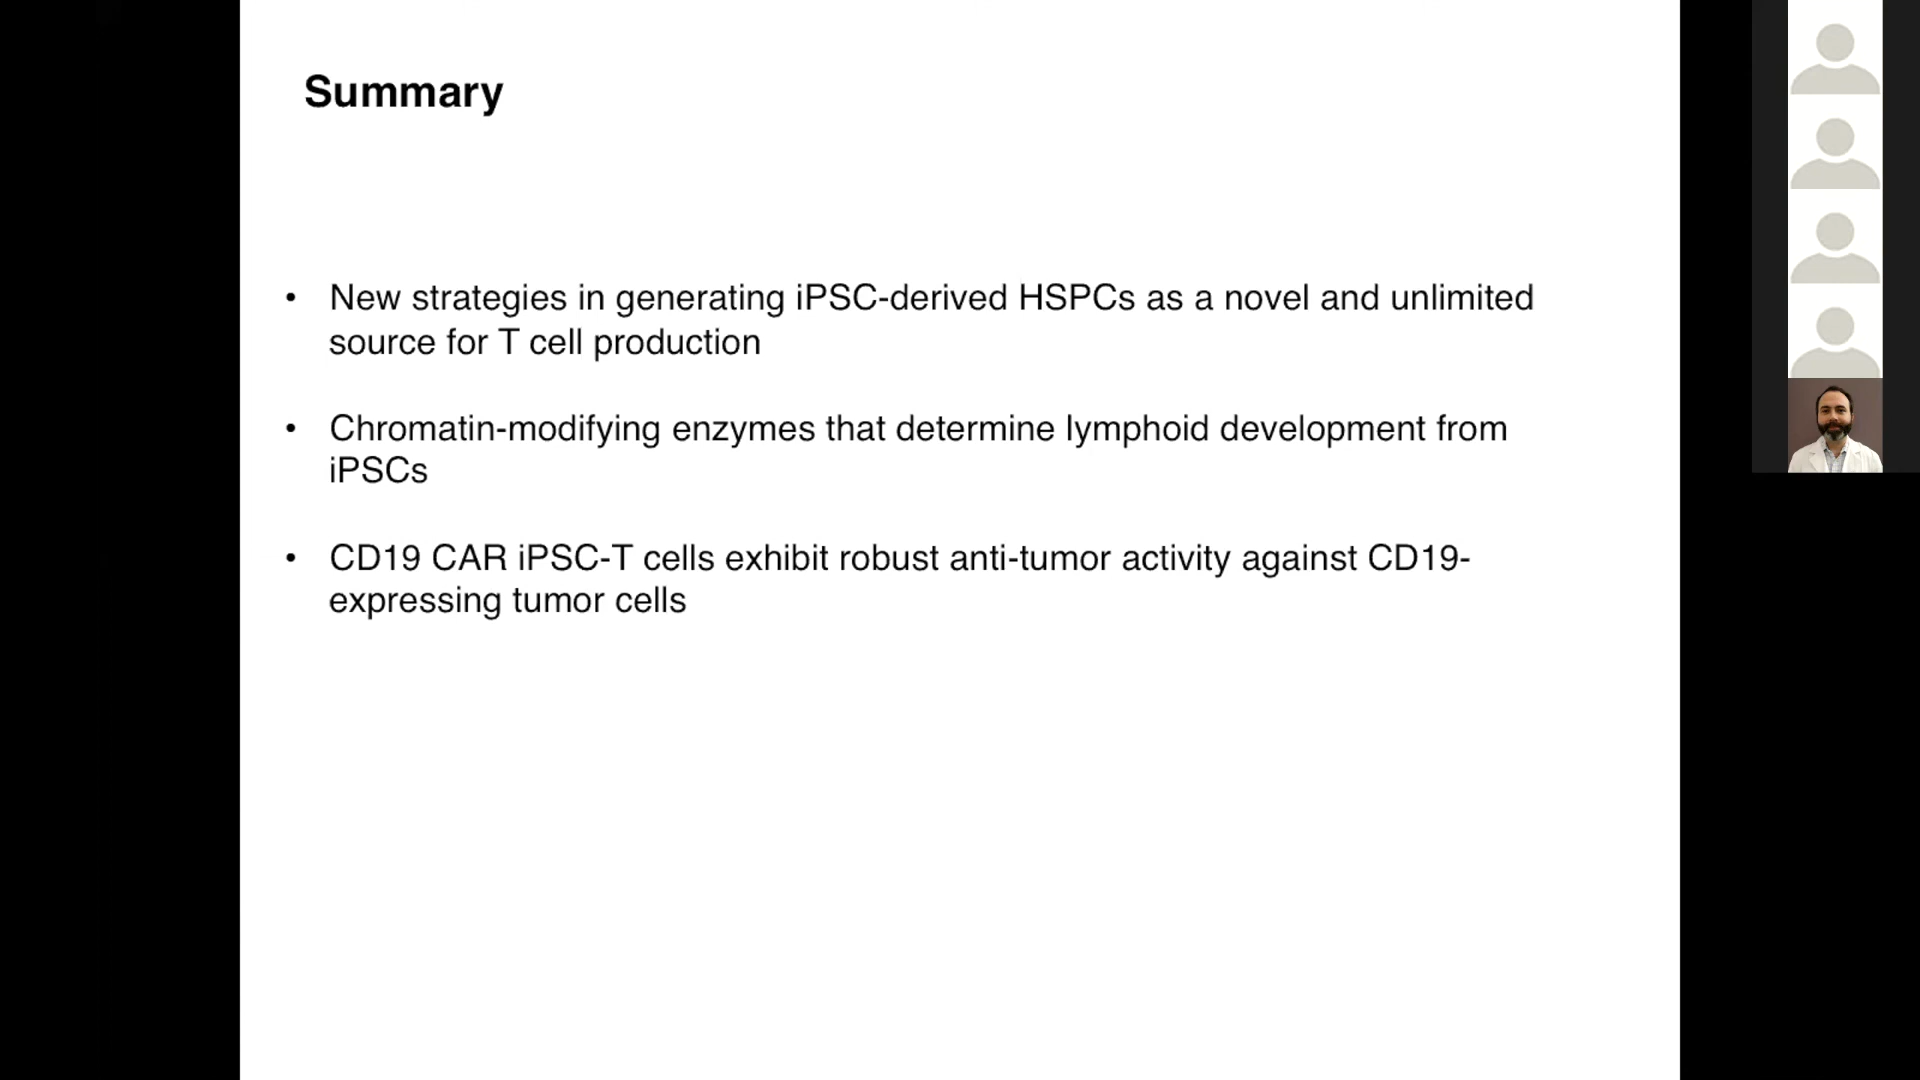 Summary
• New strategies in generating iPSC-derived HSPCs as a novel and unlimited
source for T cell production
• Chromatin-modifying enzymes that determine lymphoid development from
iPSCs
• CD19 CAR iPSC-T cells exhibit robust anti-tumor activity against CD19-
expressing tumor cells